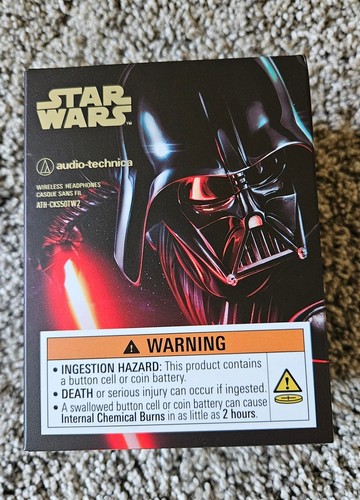 STAR
WARS™
audio-technica
WIRELESS HEADPHONES
CASQUE SANS FIL
ATH-CKS50TW2
WARNING
• INGESTION HAZARD: This product contains
a button cell or coin battery.
• DEATH or serious injury can occur if ingested.
• A swallowed button cell or coin battery can cause
Internal Chemical Burns in as little as 2 hours.